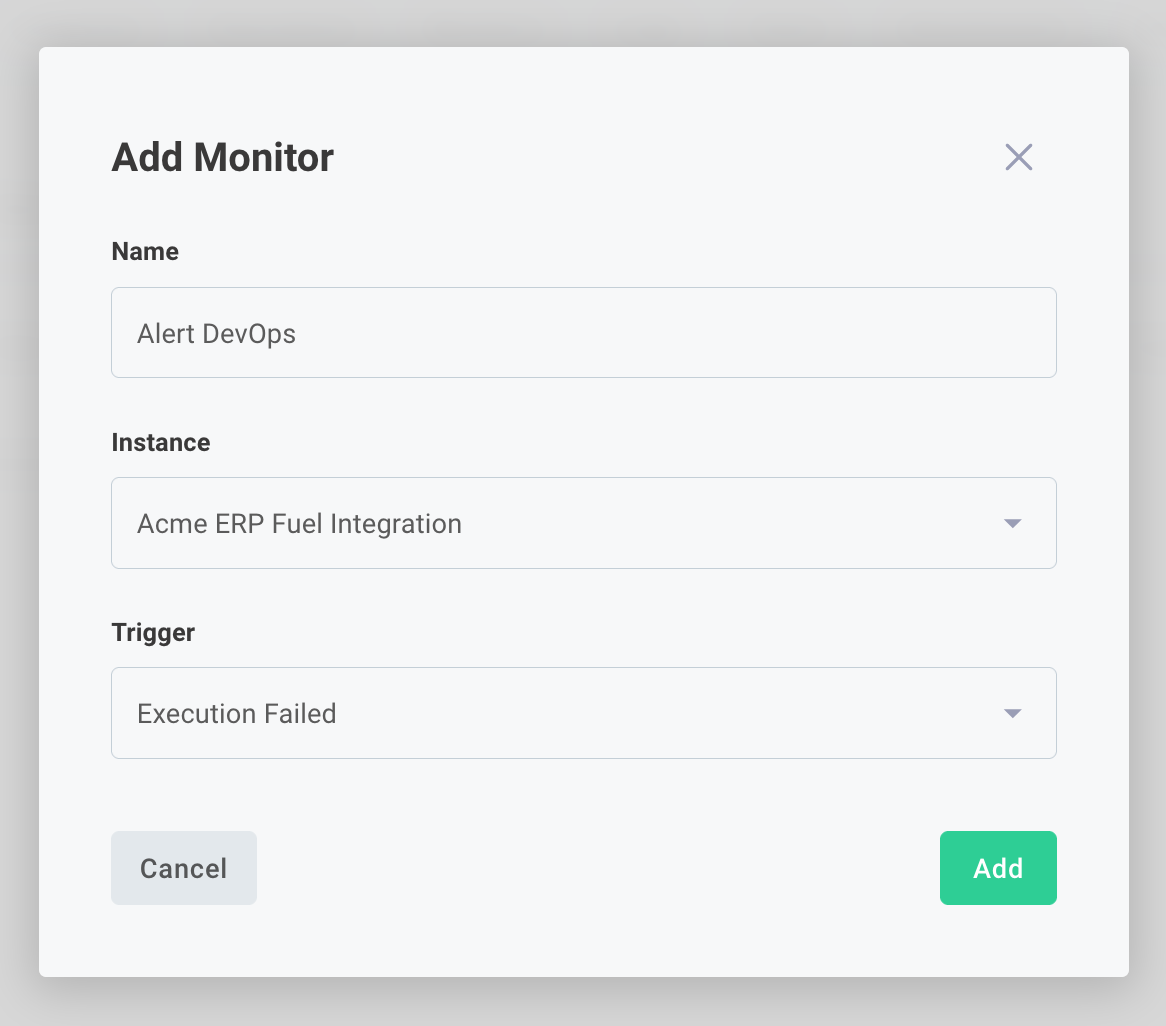 Add Monitor
Name
Alert DevOps
Instance
Acme ERP Fuel Integration
Trigger
Execution Failed
Cancel
Add